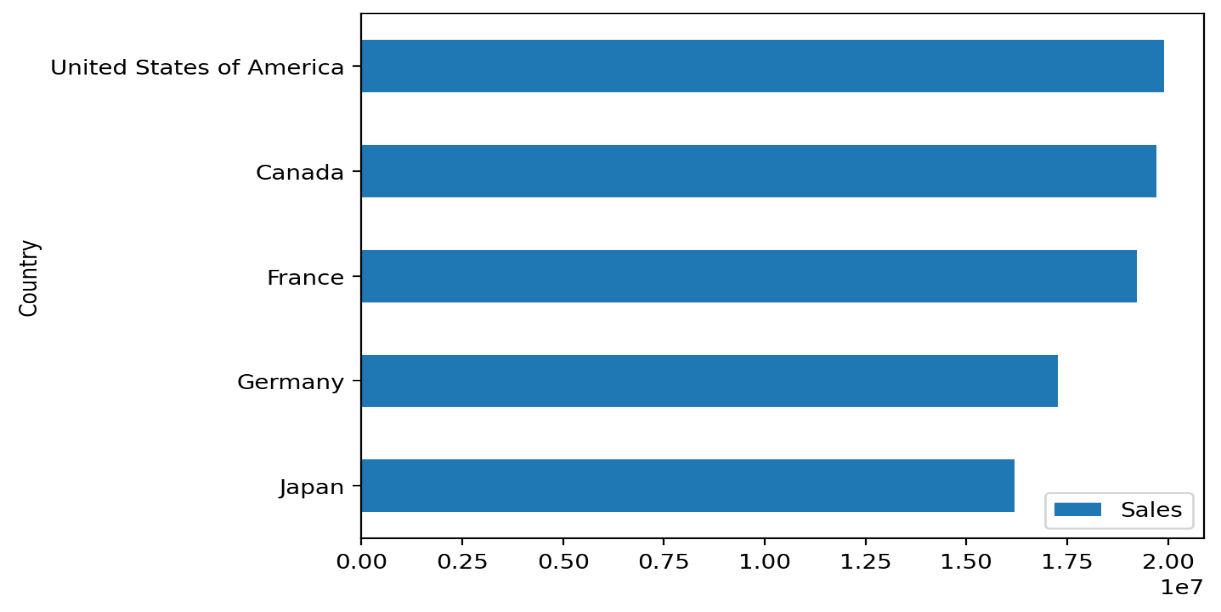 United States of America
Canada
France
Germany
Japan
Country
Sales
0.00 0.25 0.50 0.75 1.00 1.25 1.50 1.75 2.00
1e7